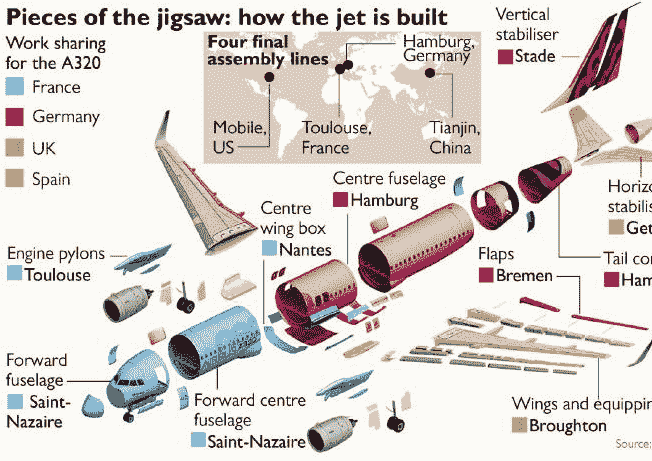 Pieces of the jigsaw: how the jet is built
Work sharing
for the A320
France
Germany
UK
Spain
Four final
assembly lines
Hamburg,
Germany
Mobile,
US
Toulouse,
France
Tianjin,
China
Vertical
stabiliser
Stade
Centre fuselage
Hamburg
Centre
wing box
Nantes
Engine pylons
Toulouse
Flaps
Bremen
Forward
fuselage
Saint-
Nazaire
Forward centre
fuselage
Saint-Nazaire
Wings and
Broughton
Source: